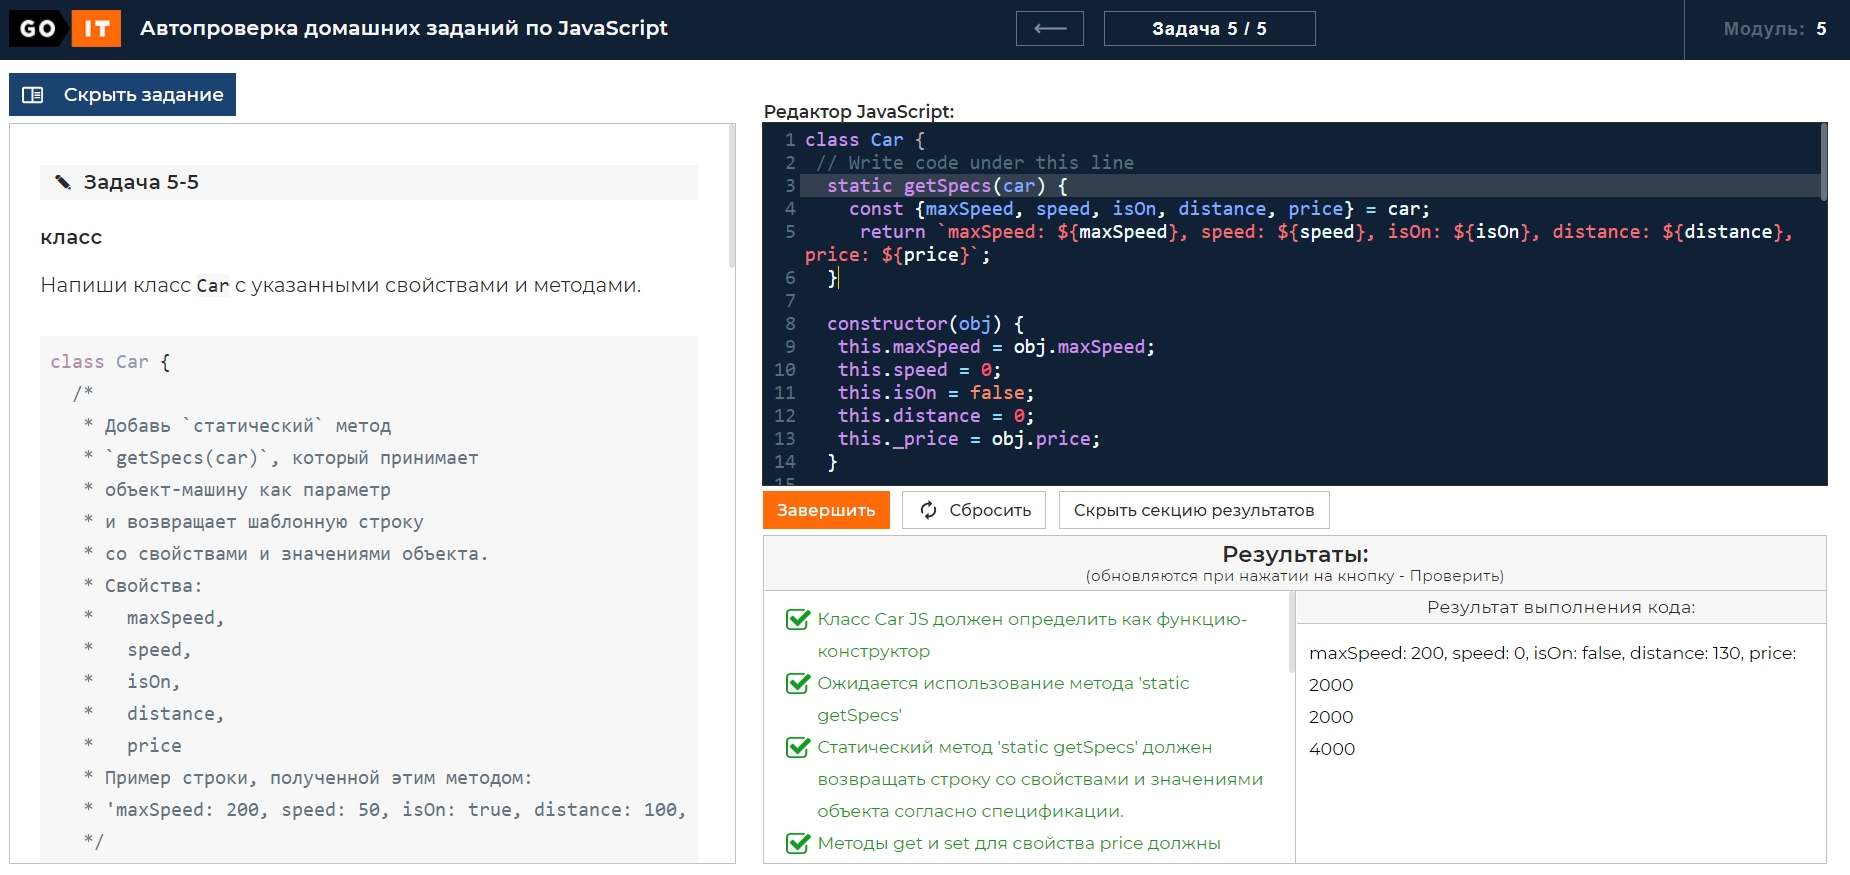 GO IT Автопроверка домашних заданий по JavaScript
Задача 5 / 5
Модуль: 5
Скрыть задание
Задача 5-5
класс
Напиши класс Car с указанными свойствами и методами.
class Car {
/*
* Добавь `статический` метод
* `getSpecs(car)`, который принимает
* объект-машину как параметр
* и возвращает шаблонную строку
* со свойствами и значениями объекта.
* Свойства:
*   maxSpeed,
*   speed,
*   isOn,
*   distance,
*   price
* Пример строки, полученной этим методом:
* 'maxSpeed: 200, speed: 50, isOn: true, distance: 100,
*/
Редактор JavaScript:
1 class Car {
2 // Write code under this line
3 static getSpecs(car) {
4 const {maxSpeed, speed, isOn, distance, price} = car;
5 return `maxSpeed: ${maxSpeed}, speed: ${speed}, isOn: ${isOn}, distance: ${distance},
price: ${price}`;
6 }
7
8 constructor(obj) {
9 this.maxSpeed = obj.maxSpeed;
10 this.speed = 0;
11 this.isOn = false;
12 this.distance = 0;
13 this._price = obj.price;
14 }
15
Завершить
Сбросить
Скрыть секцию результатов
Результаты:
(обновляются при нажатии на кнопку - Проверить)
Класс Car JS должен определить как функцию-
конструктор
Ожидается использование метода 'static
getSpecs'
Статический метод 'static getSpecs' должен
возвращать строку со свойствами и значениями
объекта согласно спецификации.
Методы get и set для свойства price должны
Результат выполнения кода:
maxSpeed: 200, speed: 0, isOn: false, distance: 130, price:
2000
2000
4000